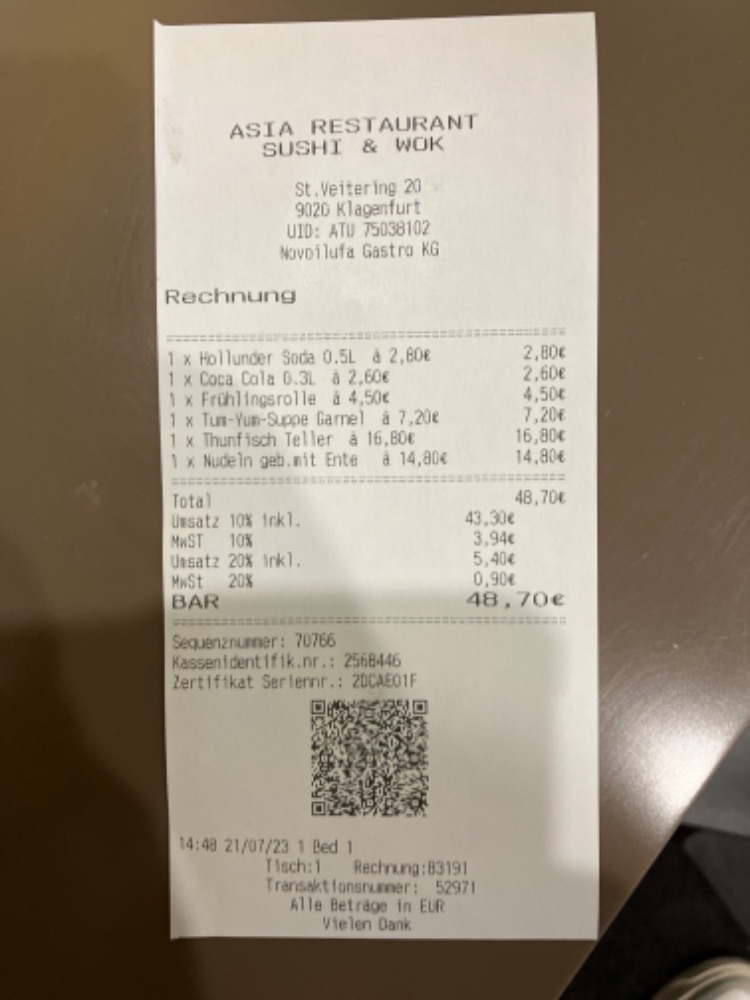 ASIA RESTAURANT
SUSHI & WOK
St.Veitering 20
9020 Klagenfurt
UID: ATU 75038102
Novoilufa Gastro KG
Rechnung
1 x Hollunder Soda 0.5L à 2,80€ 2,80€
1 x Coca Cola 0.3L à 2,60€ 2,60€
1 x Frühlingsrolle à 4,50€ 4,50€
1 x Tum-Yum-Suppe Garnel à 7,20€ 7,20€
1 x Thunfisch Teller à 16,80€ 16,80€
1 x Nudeln geb.mit Ente à 14,80€ 14,80€
Total 48,70€
Umsatz 10% inkl. 43,30€
MwST 10% 3,94€
Umsatz 20% inkl. 5,40€
MwSt 20% 0,90€
BAR 48,70€
Sequenznummer: 70766
Kassenidentifik.nr.: 2568446
Zertifikat Seriennr.: 2DCAE01F
14:48 21/07/23 1 Bed 1
Tisch:1 Rechnung:83191
Transaktionsnummer: 52971
Alle Beträge in EUR
Vielen Dank